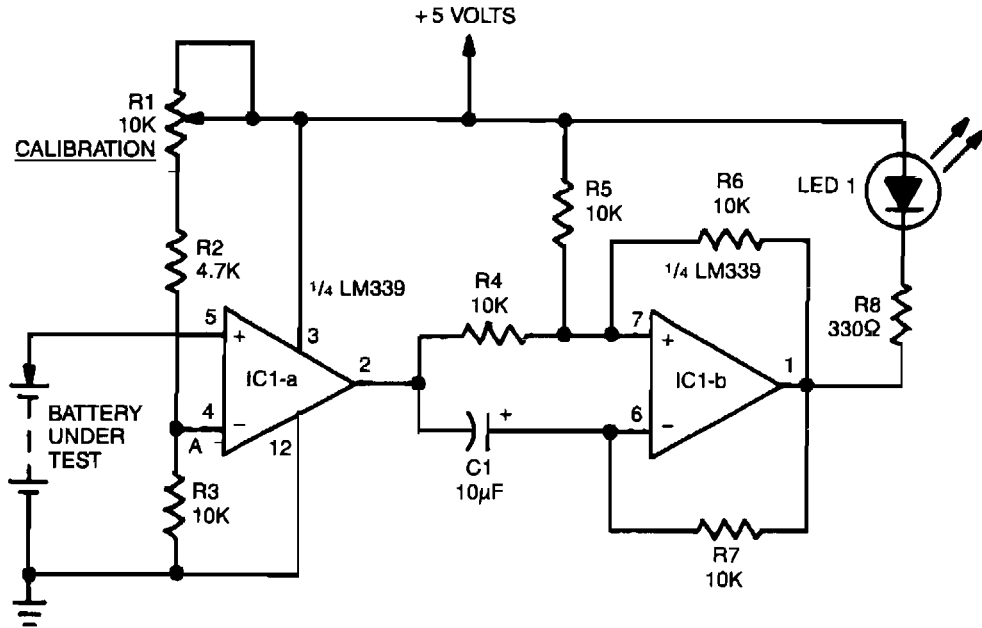 + 5 VOLTS
R1
10K
CALIBRATION
R2
4.7K
1/4 LM339
5
+
3
IC1-a
2
4
−
A
12
BATTERY
UNDER
TEST
R3
10K
R4
10K
+
C1
10µF
R5
10K
R6
10K
1/4 LM339
7
+
IC1-b
1
6
−
R7
10K
LED 1
R8
330Ω